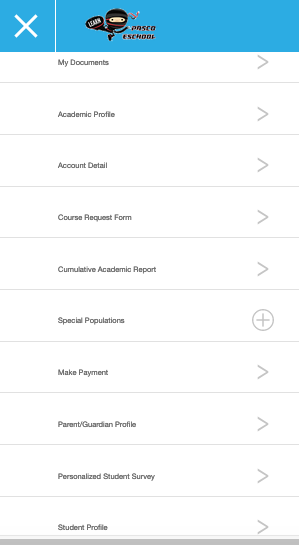 LEARN
PASCO
ESCHOOL
My Documents
Academic Profile
Account Detail
Course Request Form
Cumulative Academic Report
Special Populations
Make Payment
Parent/Guardian Profile
Personalized Student Survey
Student Profile